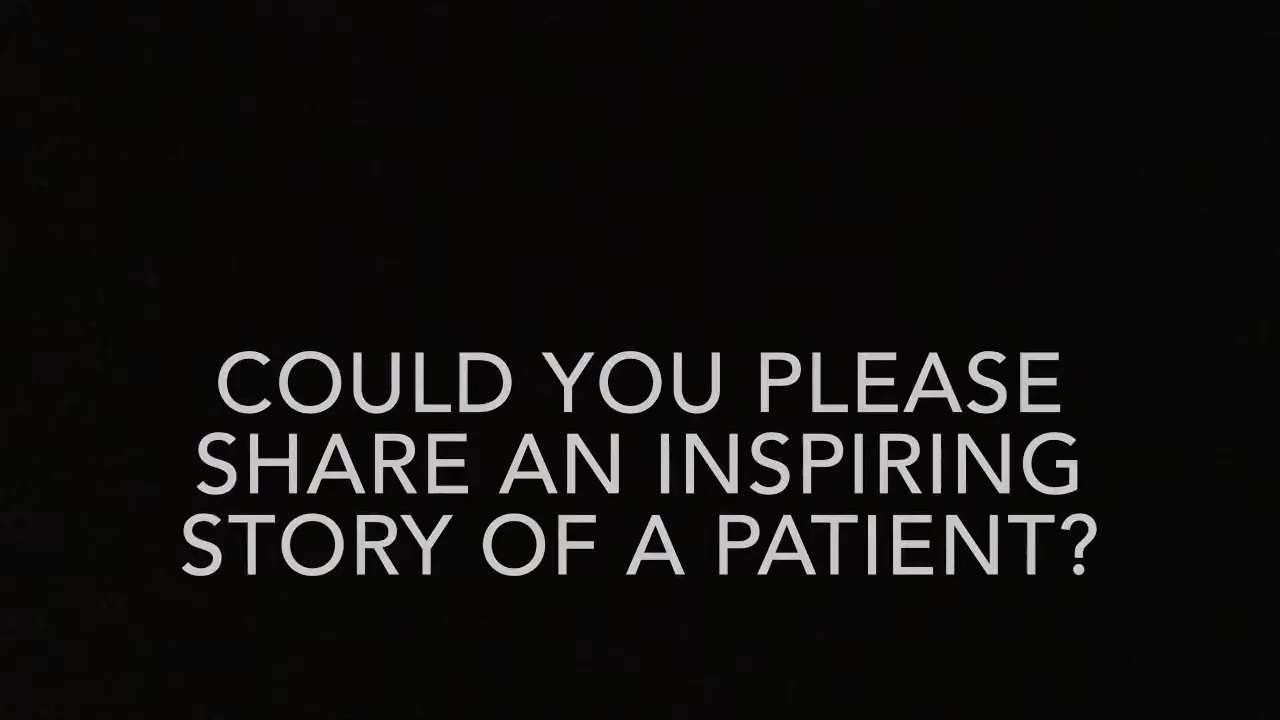 COULD YOU PLEASE
SHARE AN INSPIRING
STORY OF A PATIENT?